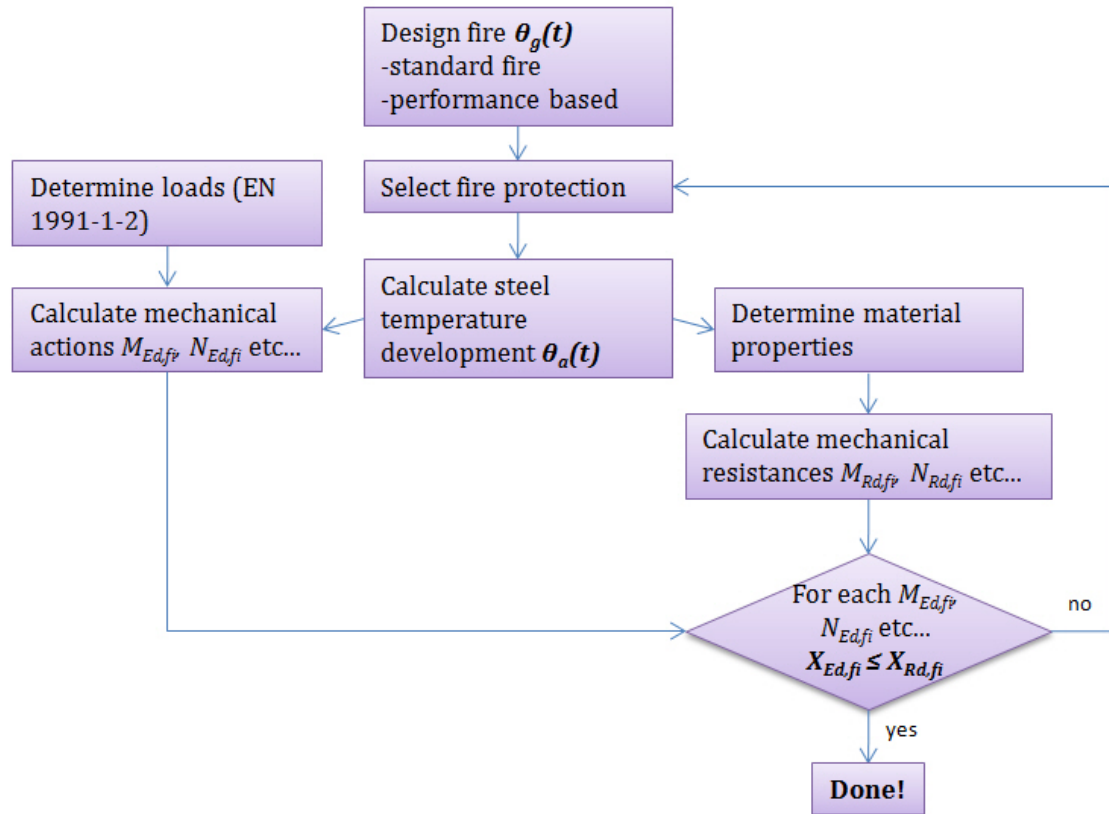 Design fire θg(t)
-standard fire
-performance based
Determine loads (EN
1991-1-2)
Select fire protection
Calculate mechanical
actions MEd,fi, NEd,fi etc...
Calculate steel
temperature
development θa(t)
Determine material
properties
Calculate mechanical
resistances MRd,fi, NRd,fi etc...
For each MEd,fi,
NEd,fi etc...
XEd,fi ≤ XRd,fi
no
yes
Done!